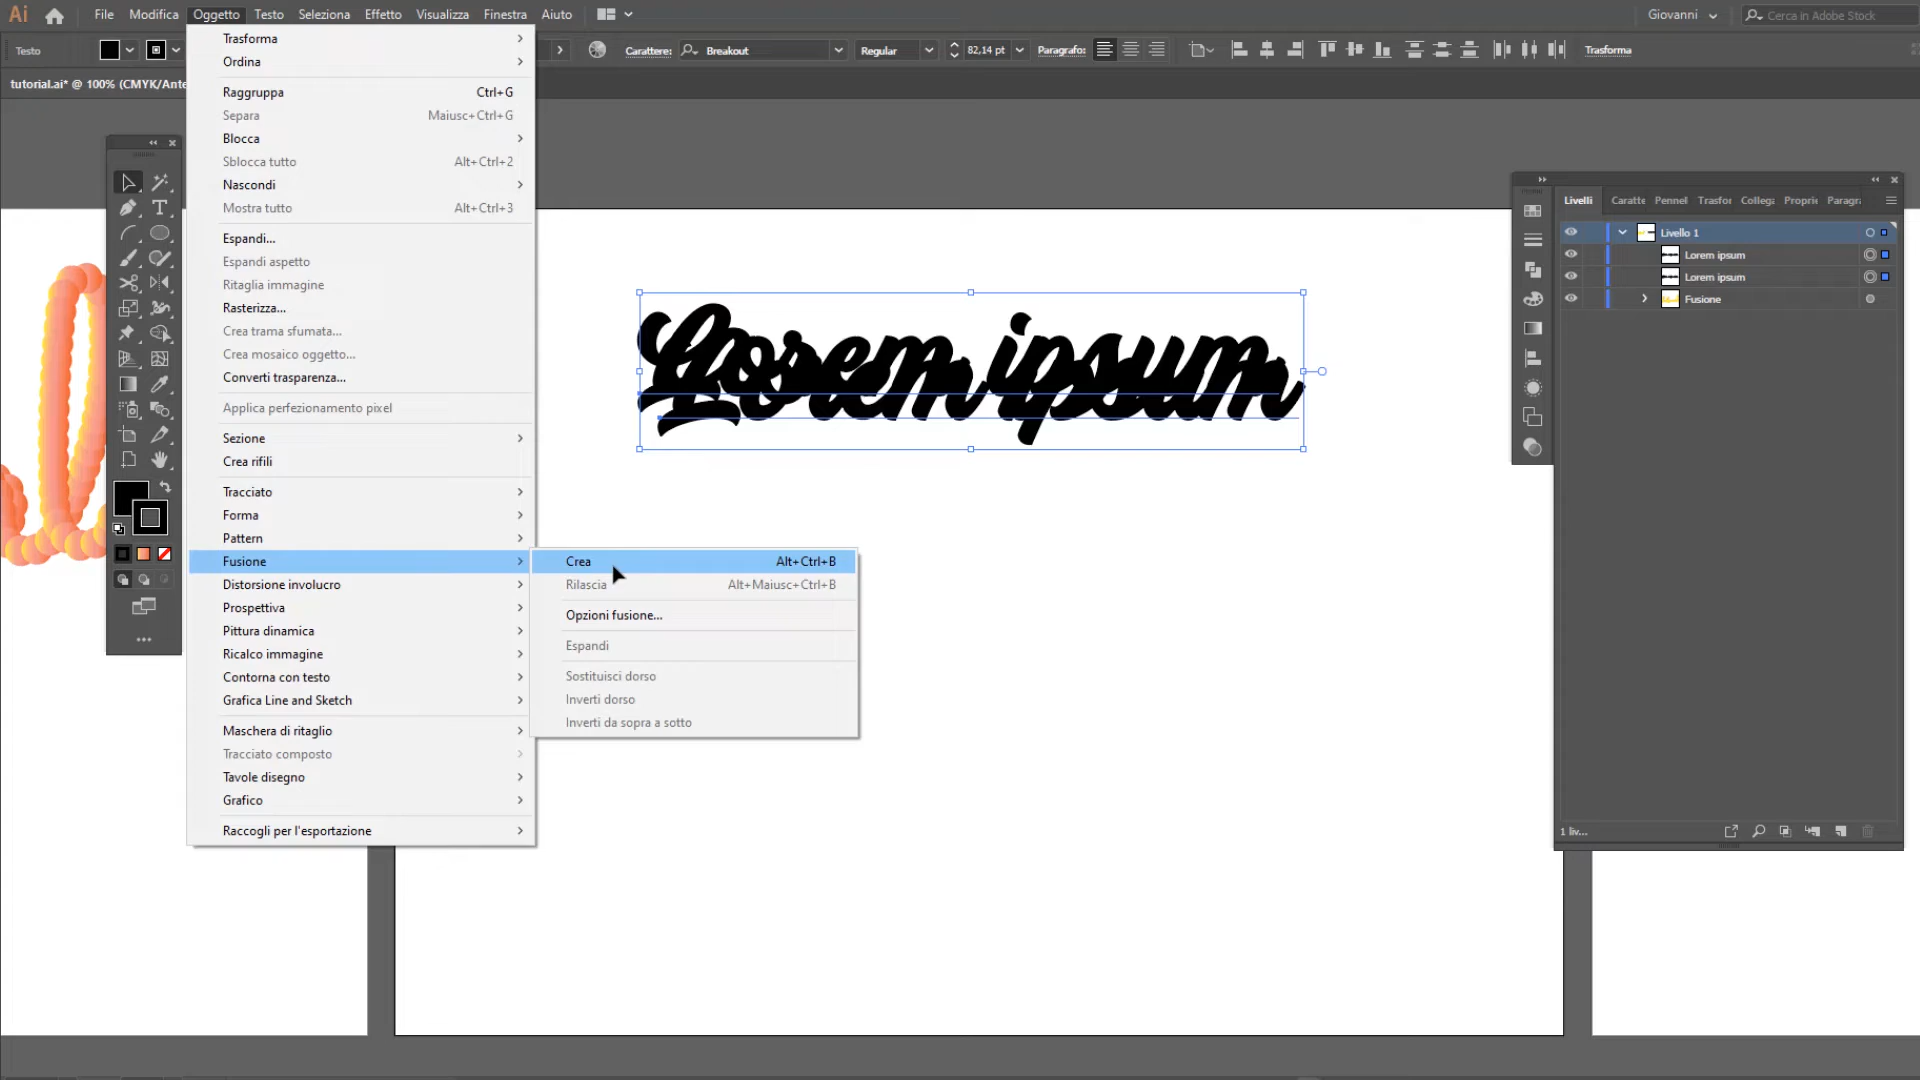 Ai File Modifica Oggetto Testo Seleziona Effetto Visualizza Finestra Aiuto Giovanni Cerca in Adobe Stock
Testo Carattere: Breakout Regular 82,14 pt Paragrafo: Trasforma
tutorial.ai* @ 100% (CMYK/Ante
Trasforma
Ordina
Raggruppa Ctrl+G
Separa Maiusc+Ctrl+G
Blocca
Sblocca tutto Alt+Ctrl+2
Nascondi
Mostra tutto Alt+Ctrl+3
Espandi...
Espandi aspetto
Ritaglia immagine
Rasterizza...
Crea trama sfumata...
Crea mosaico oggetto...
Converti trasparenza...
Applica perfezionamento pixel
Sezione
Crea rifili
Tracciato
Forma
Pattern
Fusione
Distorsione involucro
Prospettiva
Pittura dinamica
Ricalco immagine
Contorna con testo
Grafica Line and Sketch
Maschera di ritaglio
Tracciato composto
Tavole disegno
Grafico
Raccogli per l'esportazione
Crea Alt+Ctrl+B
Rilascia Alt+Maiusc+Ctrl+B
Opzioni fusione...
Espandi
Sostituisci dorso
Inverti dorso
Inverti da sopra a sotto
Lorem ipsum
Livelli Caratte Pennel Trasfor Collega Proprie Paragra
Livello 1
Lorem ipsum
Lorem ipsum
Fusione
1 liv...